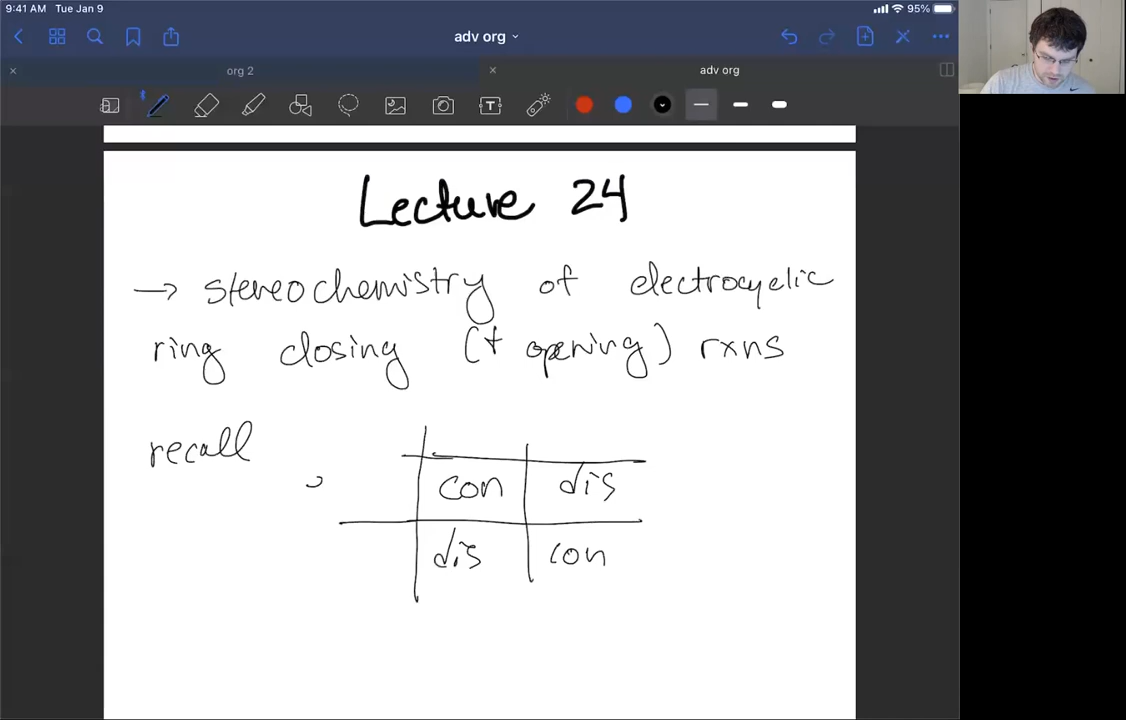 9:41 AM Tue Jan 9
95%
adv org
org 2
adv org
T
Lecture 24
→ stereochemistry of electrocyclic
ring closing (+ opening) rxns
recall
con dis
dis con